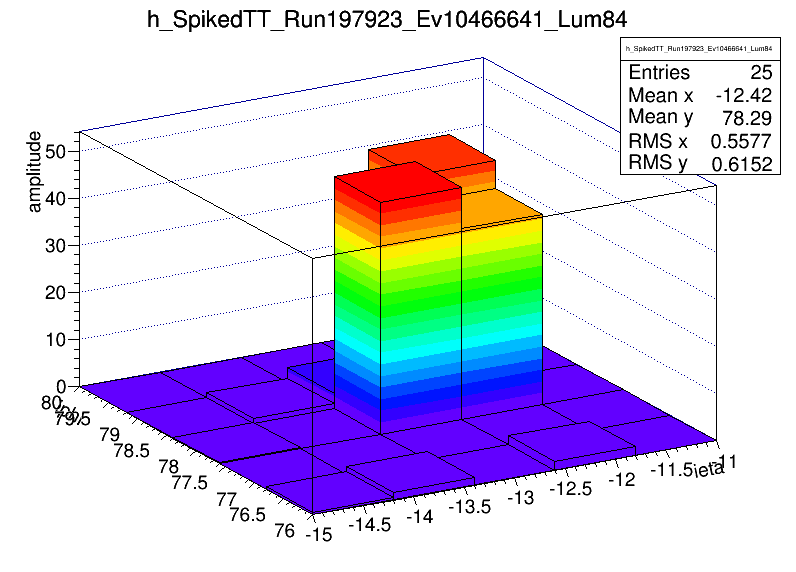 h_SpikedTT_Run197923_Ev10466641_Lum84
h_SpikedTT_Run197923_Ev10466641_Lum84
Entries 25
Mean x -12.42
Mean y 78.29
RMS x 0.5577
RMS y 0.6152
amplitude
50
40
30
20
10
0
80
79.5
79
78.5
78
77.5
77
76.5
76
-15
-14.5
-14
-13.5
-13
-12.5
-12
-11.5
-11
ieta